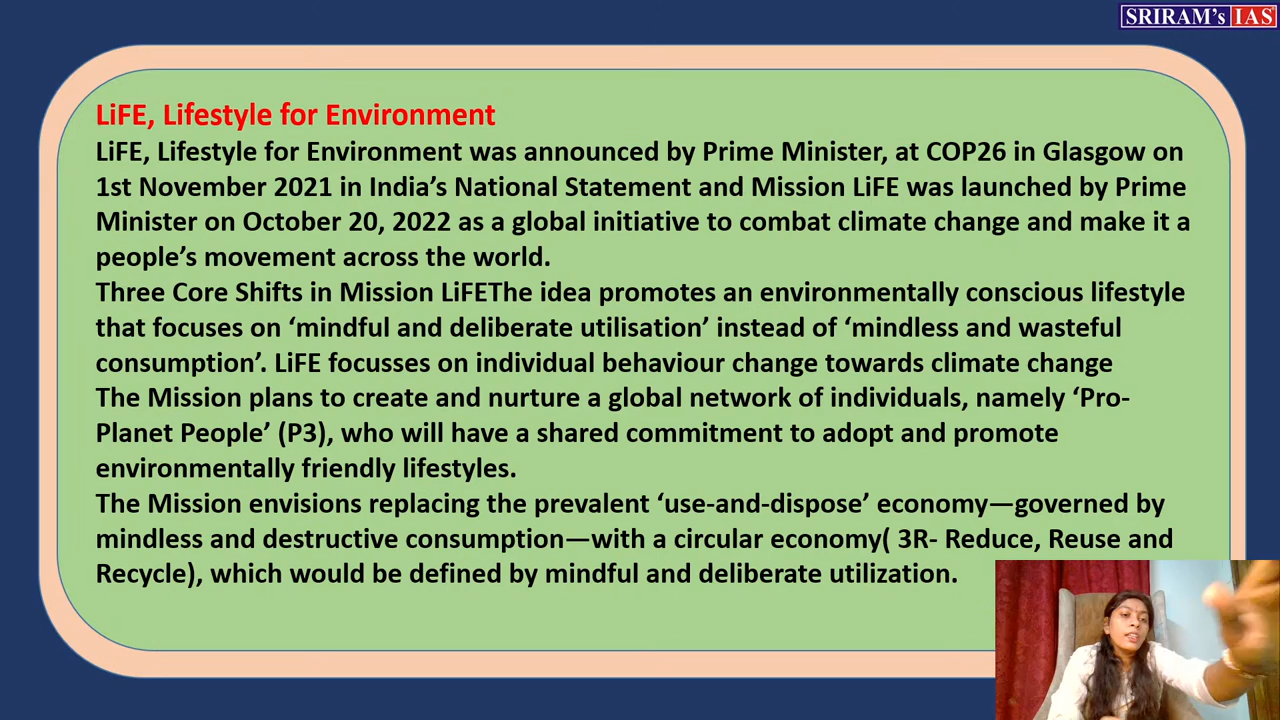 SRIRAM's IAS
LiFE, Lifestyle for Environment
LiFE, Lifestyle for Environment was announced by Prime Minister, at COP26 in Glasgow on
1st November 2021 in India’s National Statement and Mission LiFE was launched by Prime
Minister on October 20, 2022 as a global initiative to combat climate change and make it a
people’s movement across the world.
Three Core Shifts in Mission LiFEThe idea promotes an environmentally conscious lifestyle
that focuses on ‘mindful and deliberate utilisation’ instead of ‘mindless and wasteful
consumption’. LiFE focusses on individual behaviour change towards climate change
The Mission plans to create and nurture a global network of individuals, namely ‘Pro-
Planet People’ (P3), who will have a shared commitment to adopt and promote
environmentally friendly lifestyles.
The Mission envisions replacing the prevalent ‘use-and-dispose’ economy—governed by
mindless and destructive consumption—with a circular economy( 3R- Reduce, Reuse and
Recycle), which would be defined by mindful and deliberate utilization.